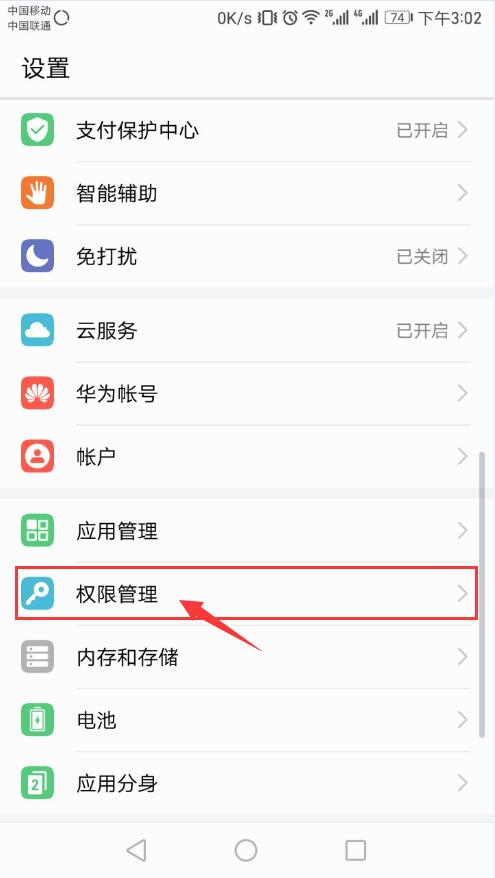 中国移动
中国联通
0K/s 2G 4G 74 下午3:02
设置
支付保护中心 已开启
智能辅助
免打扰 已关闭
云服务 已开启
华为帐号
帐户
应用管理
权限管理
内存和存储
电池
2 应用分身